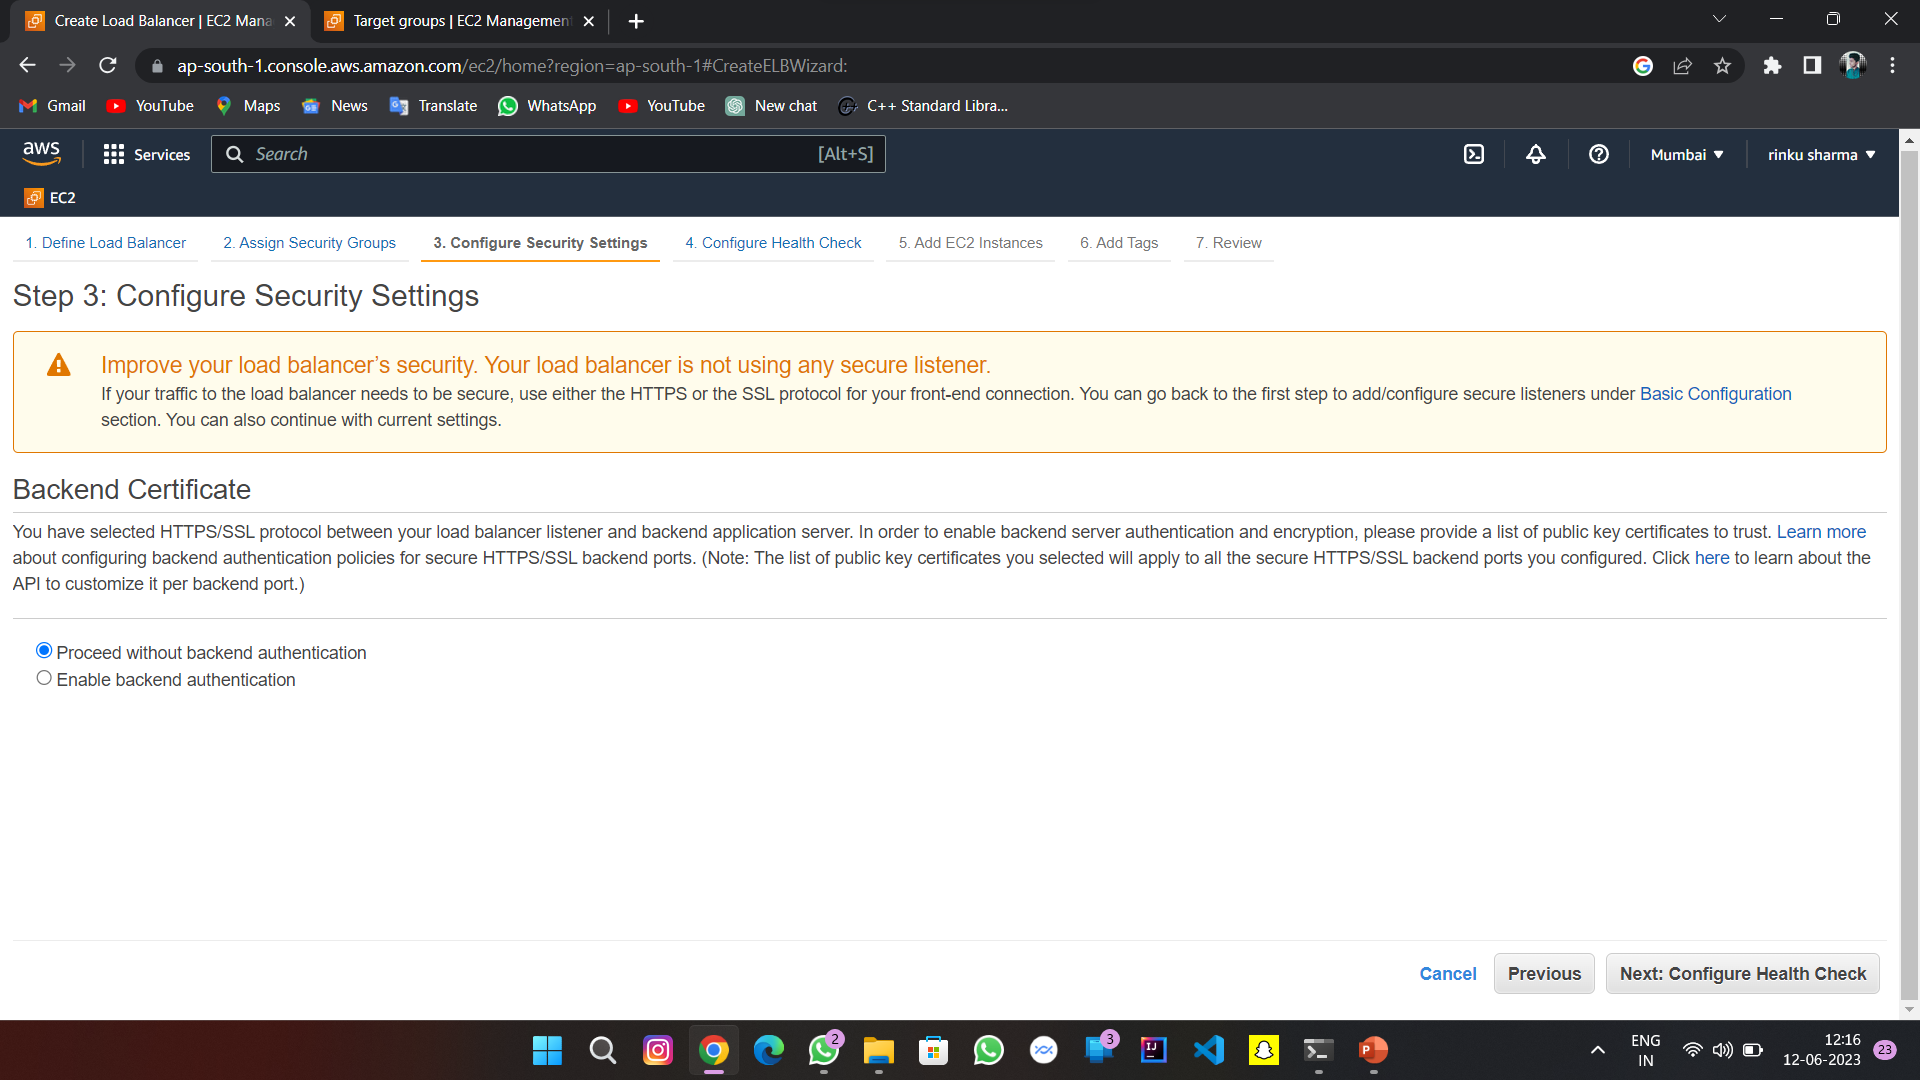 Create Load Balancer | EC2 Mana
Target groups | EC2 Management
ap-south-1.console.aws.amazon.com/ec2/home?region=ap-south-1#CreateELBWizard:
Gmail YouTube Maps News Translate WhatsApp YouTube New chat C++ Standard Libra...
aws Services Search [Alt+S] Mumbai rinku sharma
EC2
1. Define Load Balancer 2. Assign Security Groups 3. Configure Security Settings 4. Configure Health Check 5. Add EC2 Instances 6. Add Tags 7. Review
Step 3: Configure Security Settings
Improve your load balancer's security. Your load balancer is not using any secure listener.
If your traffic to the load balancer needs to be secure, use either the HTTPS or the SSL protocol for your front-end connection. You can go back to the first step to add/configure secure listeners under Basic Configuration
section. You can also continue with current settings.
Backend Certificate
You have selected HTTPS/SSL protocol between your load balancer listener and backend application server. In order to enable backend server authentication and encryption, please provide a list of public key certificates to trust. Learn more
about configuring backend authentication policies for secure HTTPS/SSL backend ports. (Note: The list of public key certificates you selected will apply to all the secure HTTPS/SSL backend ports you configured. Click here to learn about the
API to customize it per backend port.)
Proceed without backend authentication
Enable backend authentication
Cancel Previous Next: Configure Health Check
2
3
IJ
P
ENG
IN
12:16
12-06-2023
23